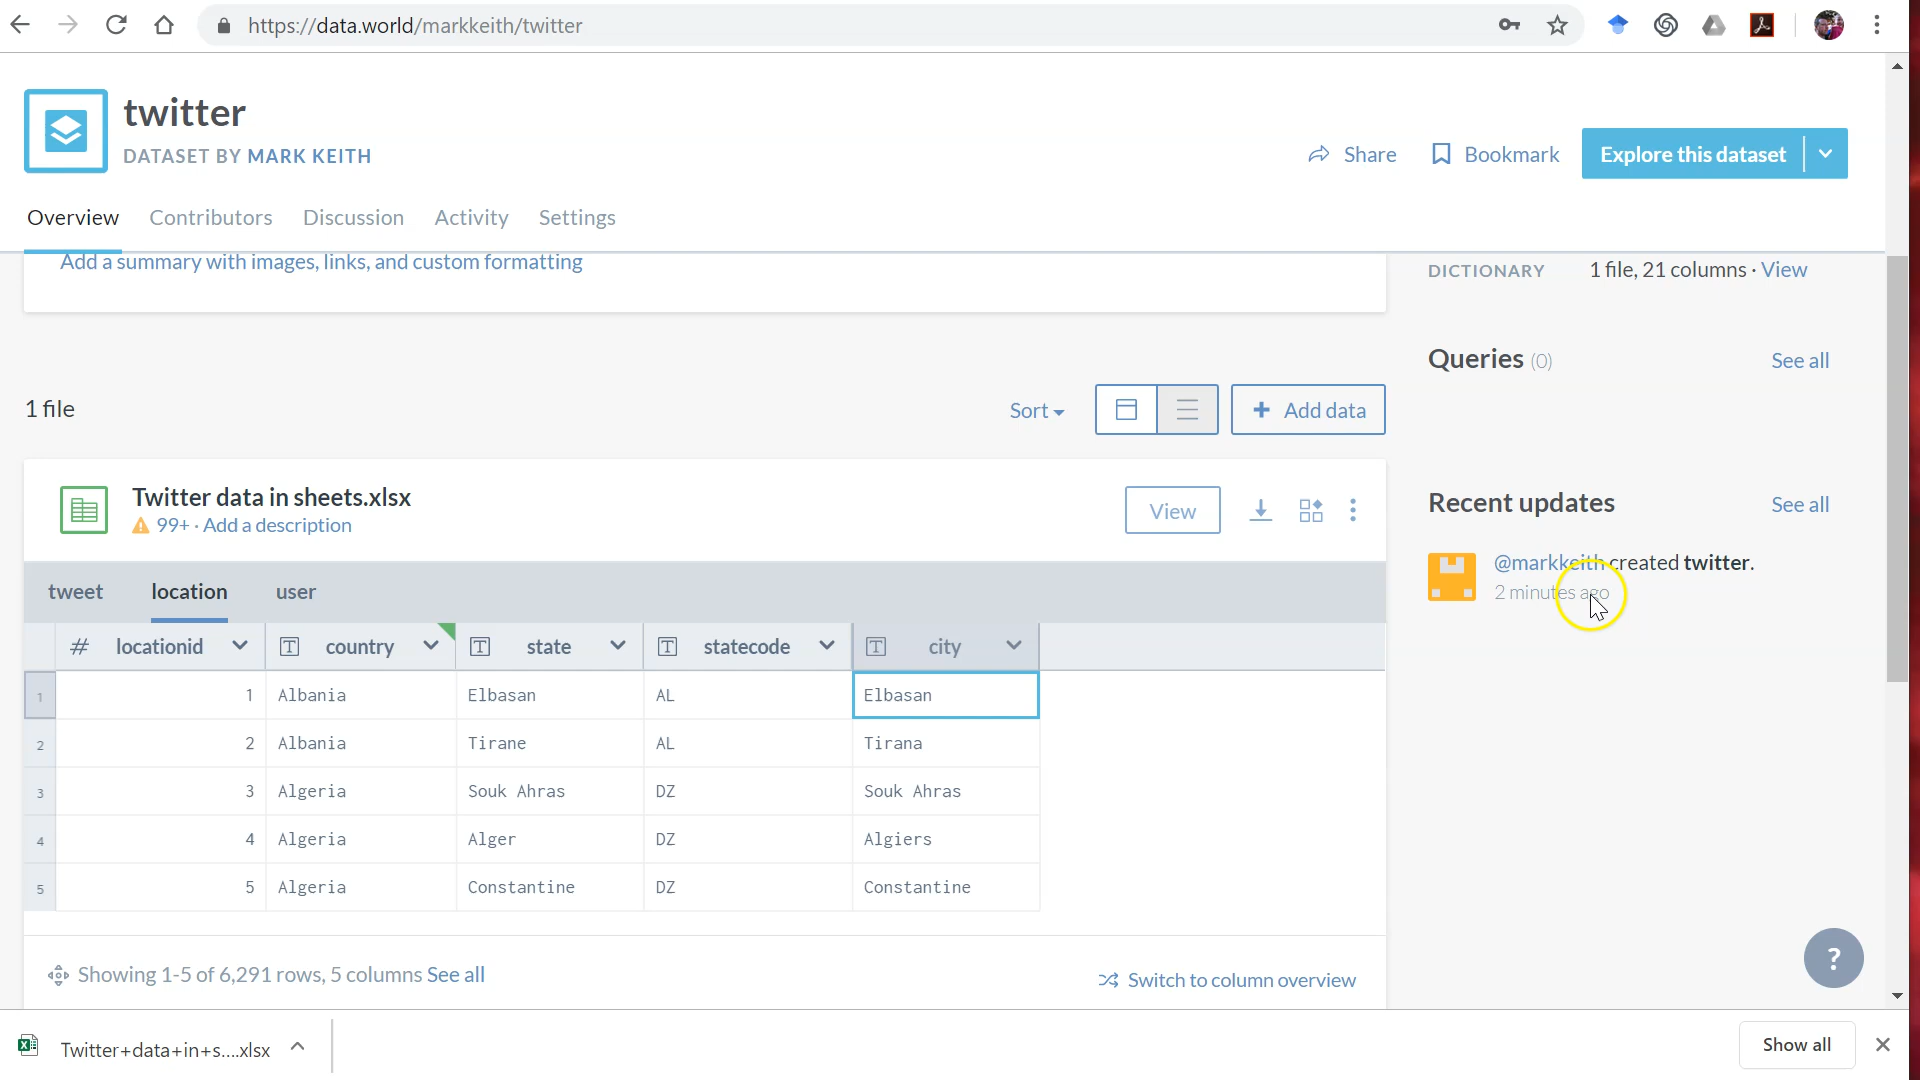 https://data.world/markkeith/twitter
twitter
DATASET BY MARK KEITH
Share
Bookmark
Explore this dataset
Overview Contributors Discussion Activity Settings
Add a summary with images, links, and custom formatting
DICTIONARY 1 file, 21 columns · View
Queries (0) See all
1 file
Sort
+ Add data
Twitter data in sheets.xlsx
99+ · Add a description
View
Recent updates See all
@markkeith created twitter.
2 minutes ago
tweet location user
# locationid T country T state T statecode T city
1 1 Albania Elbasan AL Elbasan
2 2 Albania Tirane AL Tirana
3 3 Algeria Souk Ahras DZ Souk Ahras
4 4 Algeria Alger DZ Algiers
5 5 Algeria Constantine DZ Constantine
Showing 1-5 of 6,291 rows, 5 columns See all
Switch to column overview
?
Twitter+data+in+s....xlsx
Show all